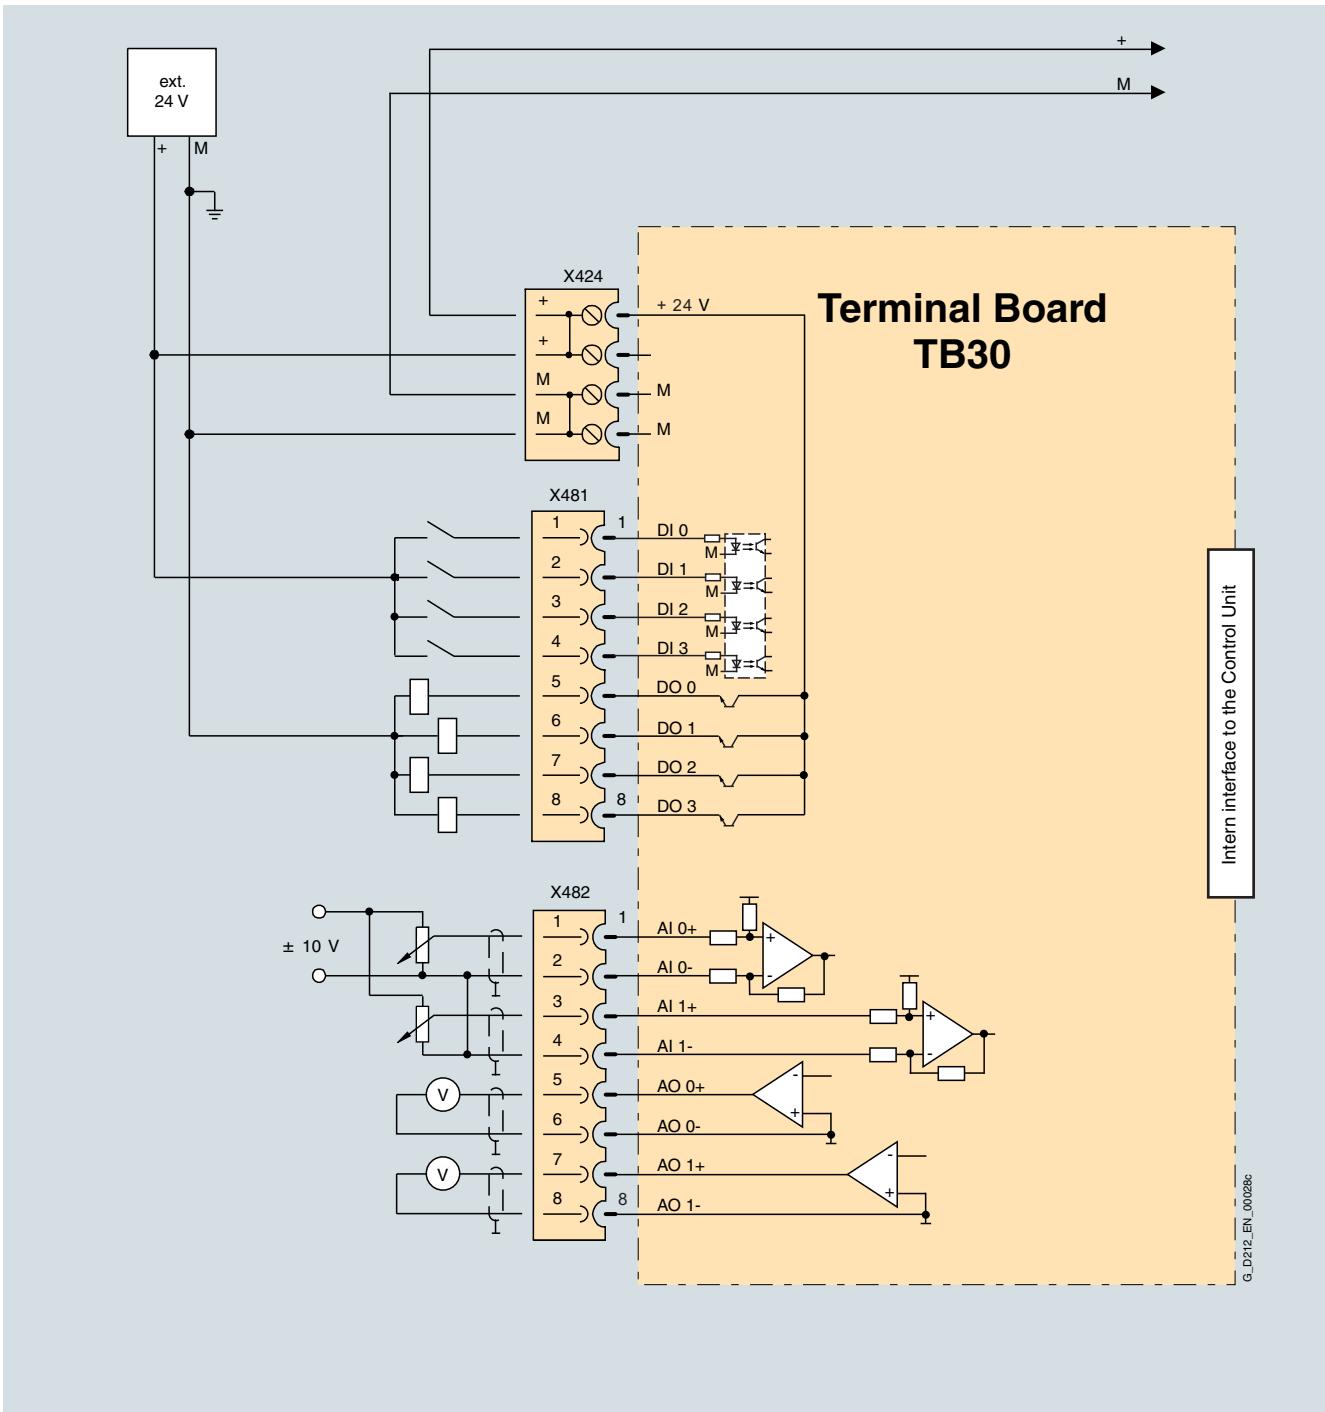 +
M
ext.
24 V
+ M
X424
+ + 24 V
+
M M
M M
Terminal Board
TB30
X481
1 1 DI 0
M
2 DI 1
M
3 DI 2
M
4 DI 3
M
5 DO 0
6 DO 1
7 DO 2
8 8 DO 3
Intern interface to the Control Unit
X482
± 10 V
1 1 AI 0+ +
2 AI 0- -
3 AI 1+ +
4 AI 1- -
V 5 AO 0+ -
6 AO 0- +
V 7 AO 1+ -
8 8 AO 1- +
G_D212_EN_00028c